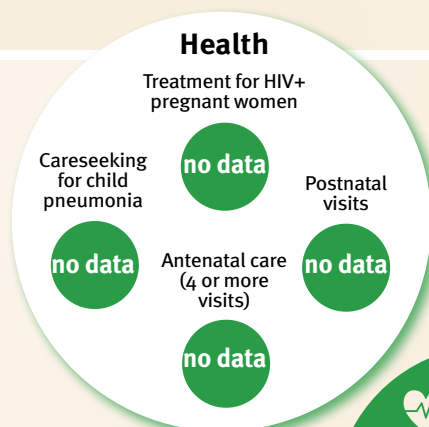 Health
Treatment for HIV+
pregnant women
no data
Careseeking
for child
pneumonia
no data
Postnatal
visits
no data
Antenatal care
(4 or more
visits)
no data